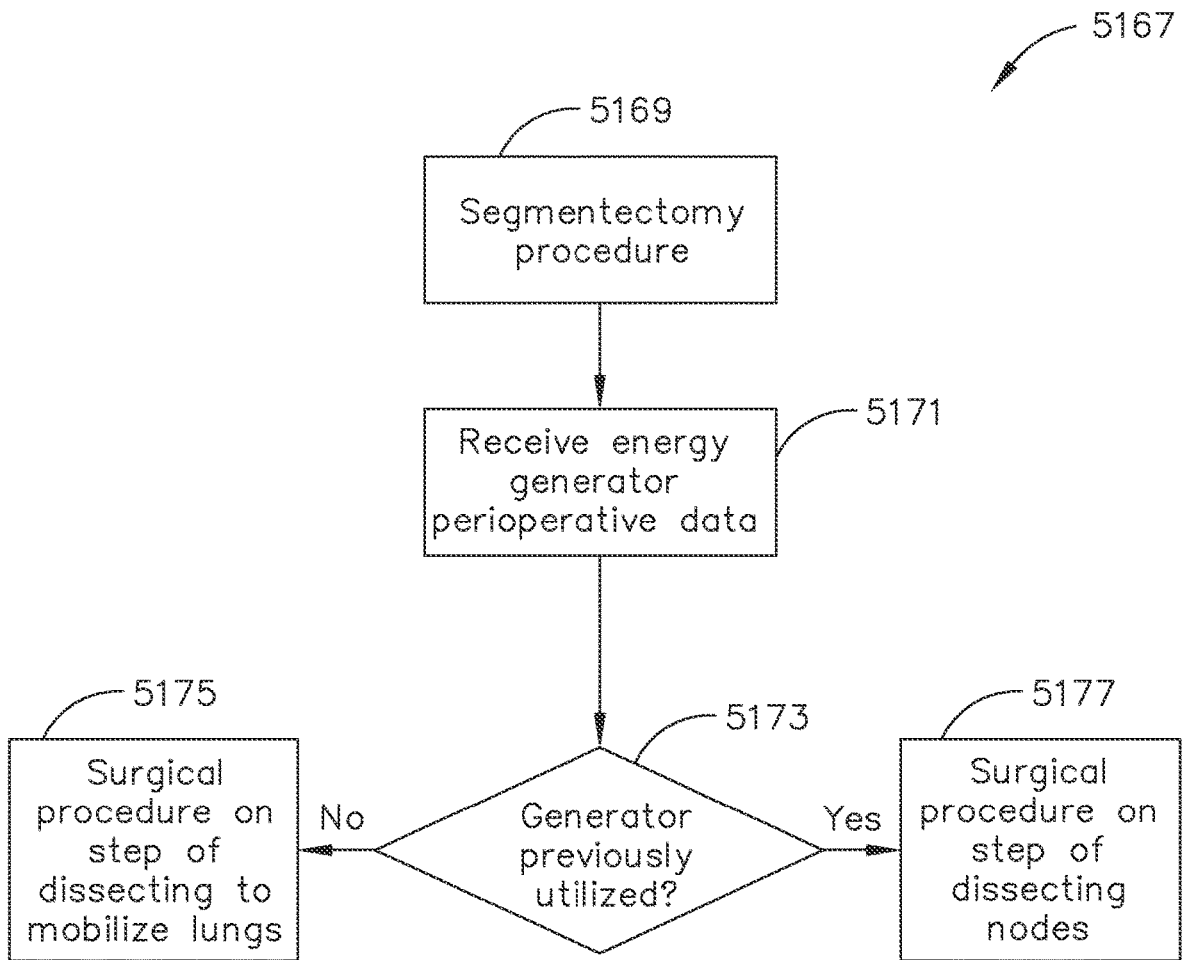 5167
5169
Segmentectomy
procedure
5171
Receive energy
generator
perioperative data
5173
Generator
previously
utilized?
No
Yes
5175
Surgical
procedure on
step of
dissecting to
mobilize lungs
5177
Surgical
procedure on
step of
dissecting
nodes